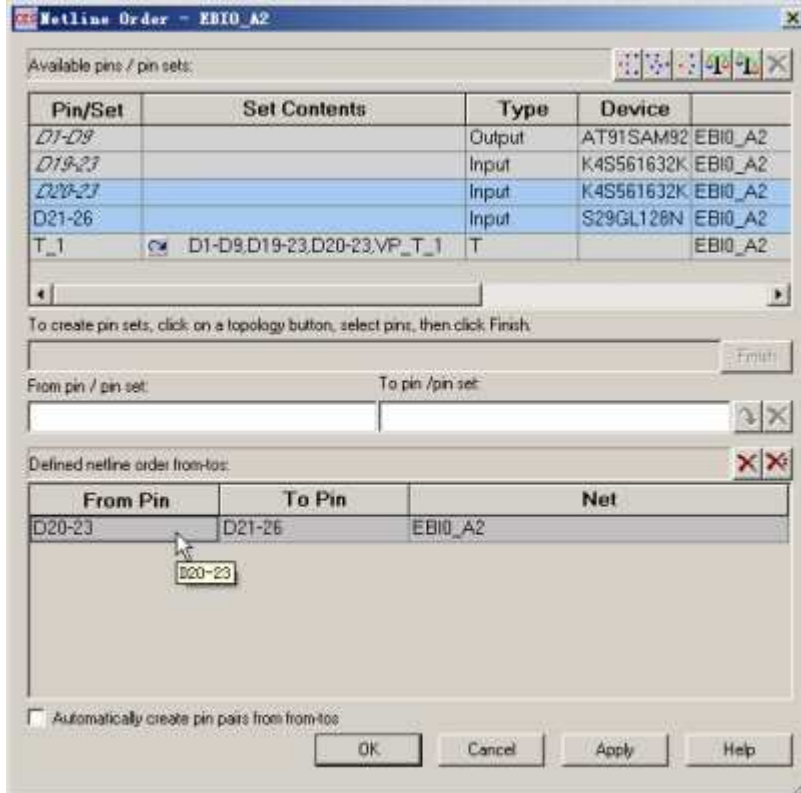 CES Netline Order - EBI0_A2
Available pins / pin sets:
Pin/Set Set Contents Type Device
D1-D9 Output AT91SAM92 EBI0_A2
D19-23 Input K4S561632K EBI0_A2
D20-23 Input K4S561632K EBI0_A2
D21-26 Input S29GL128N EBI0_A2
T_1 D1-D9,D19-23,D20-23,VP_T_1 T EBI0_A2
To create pin sets, click on a topology button, select pins, then click Finish.
Finish
From pin / pin set: To pin /pin set:
Defined netline order from-tos:
From Pin To Pin Net
D20-23 D21-26 EBI0_A2
D20-23
Automatically create pin pairs from from-tos
OK Cancel Apply Help